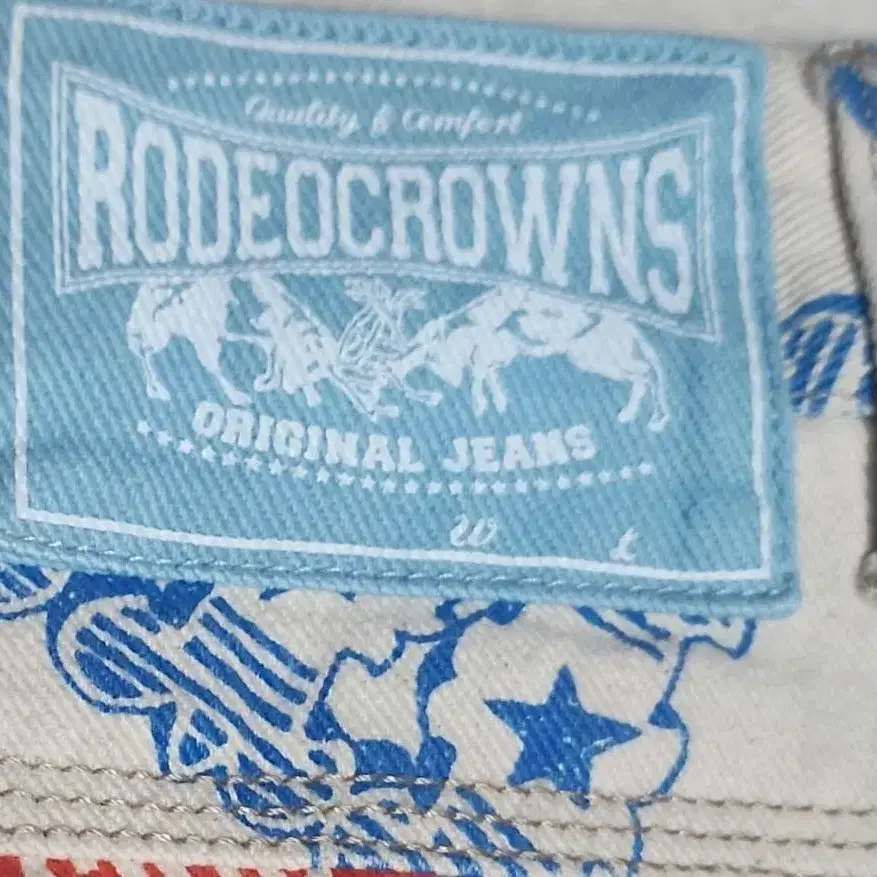 Quality & Comfort
RODEOCROWNS
ORIGINAL JEANS
W L